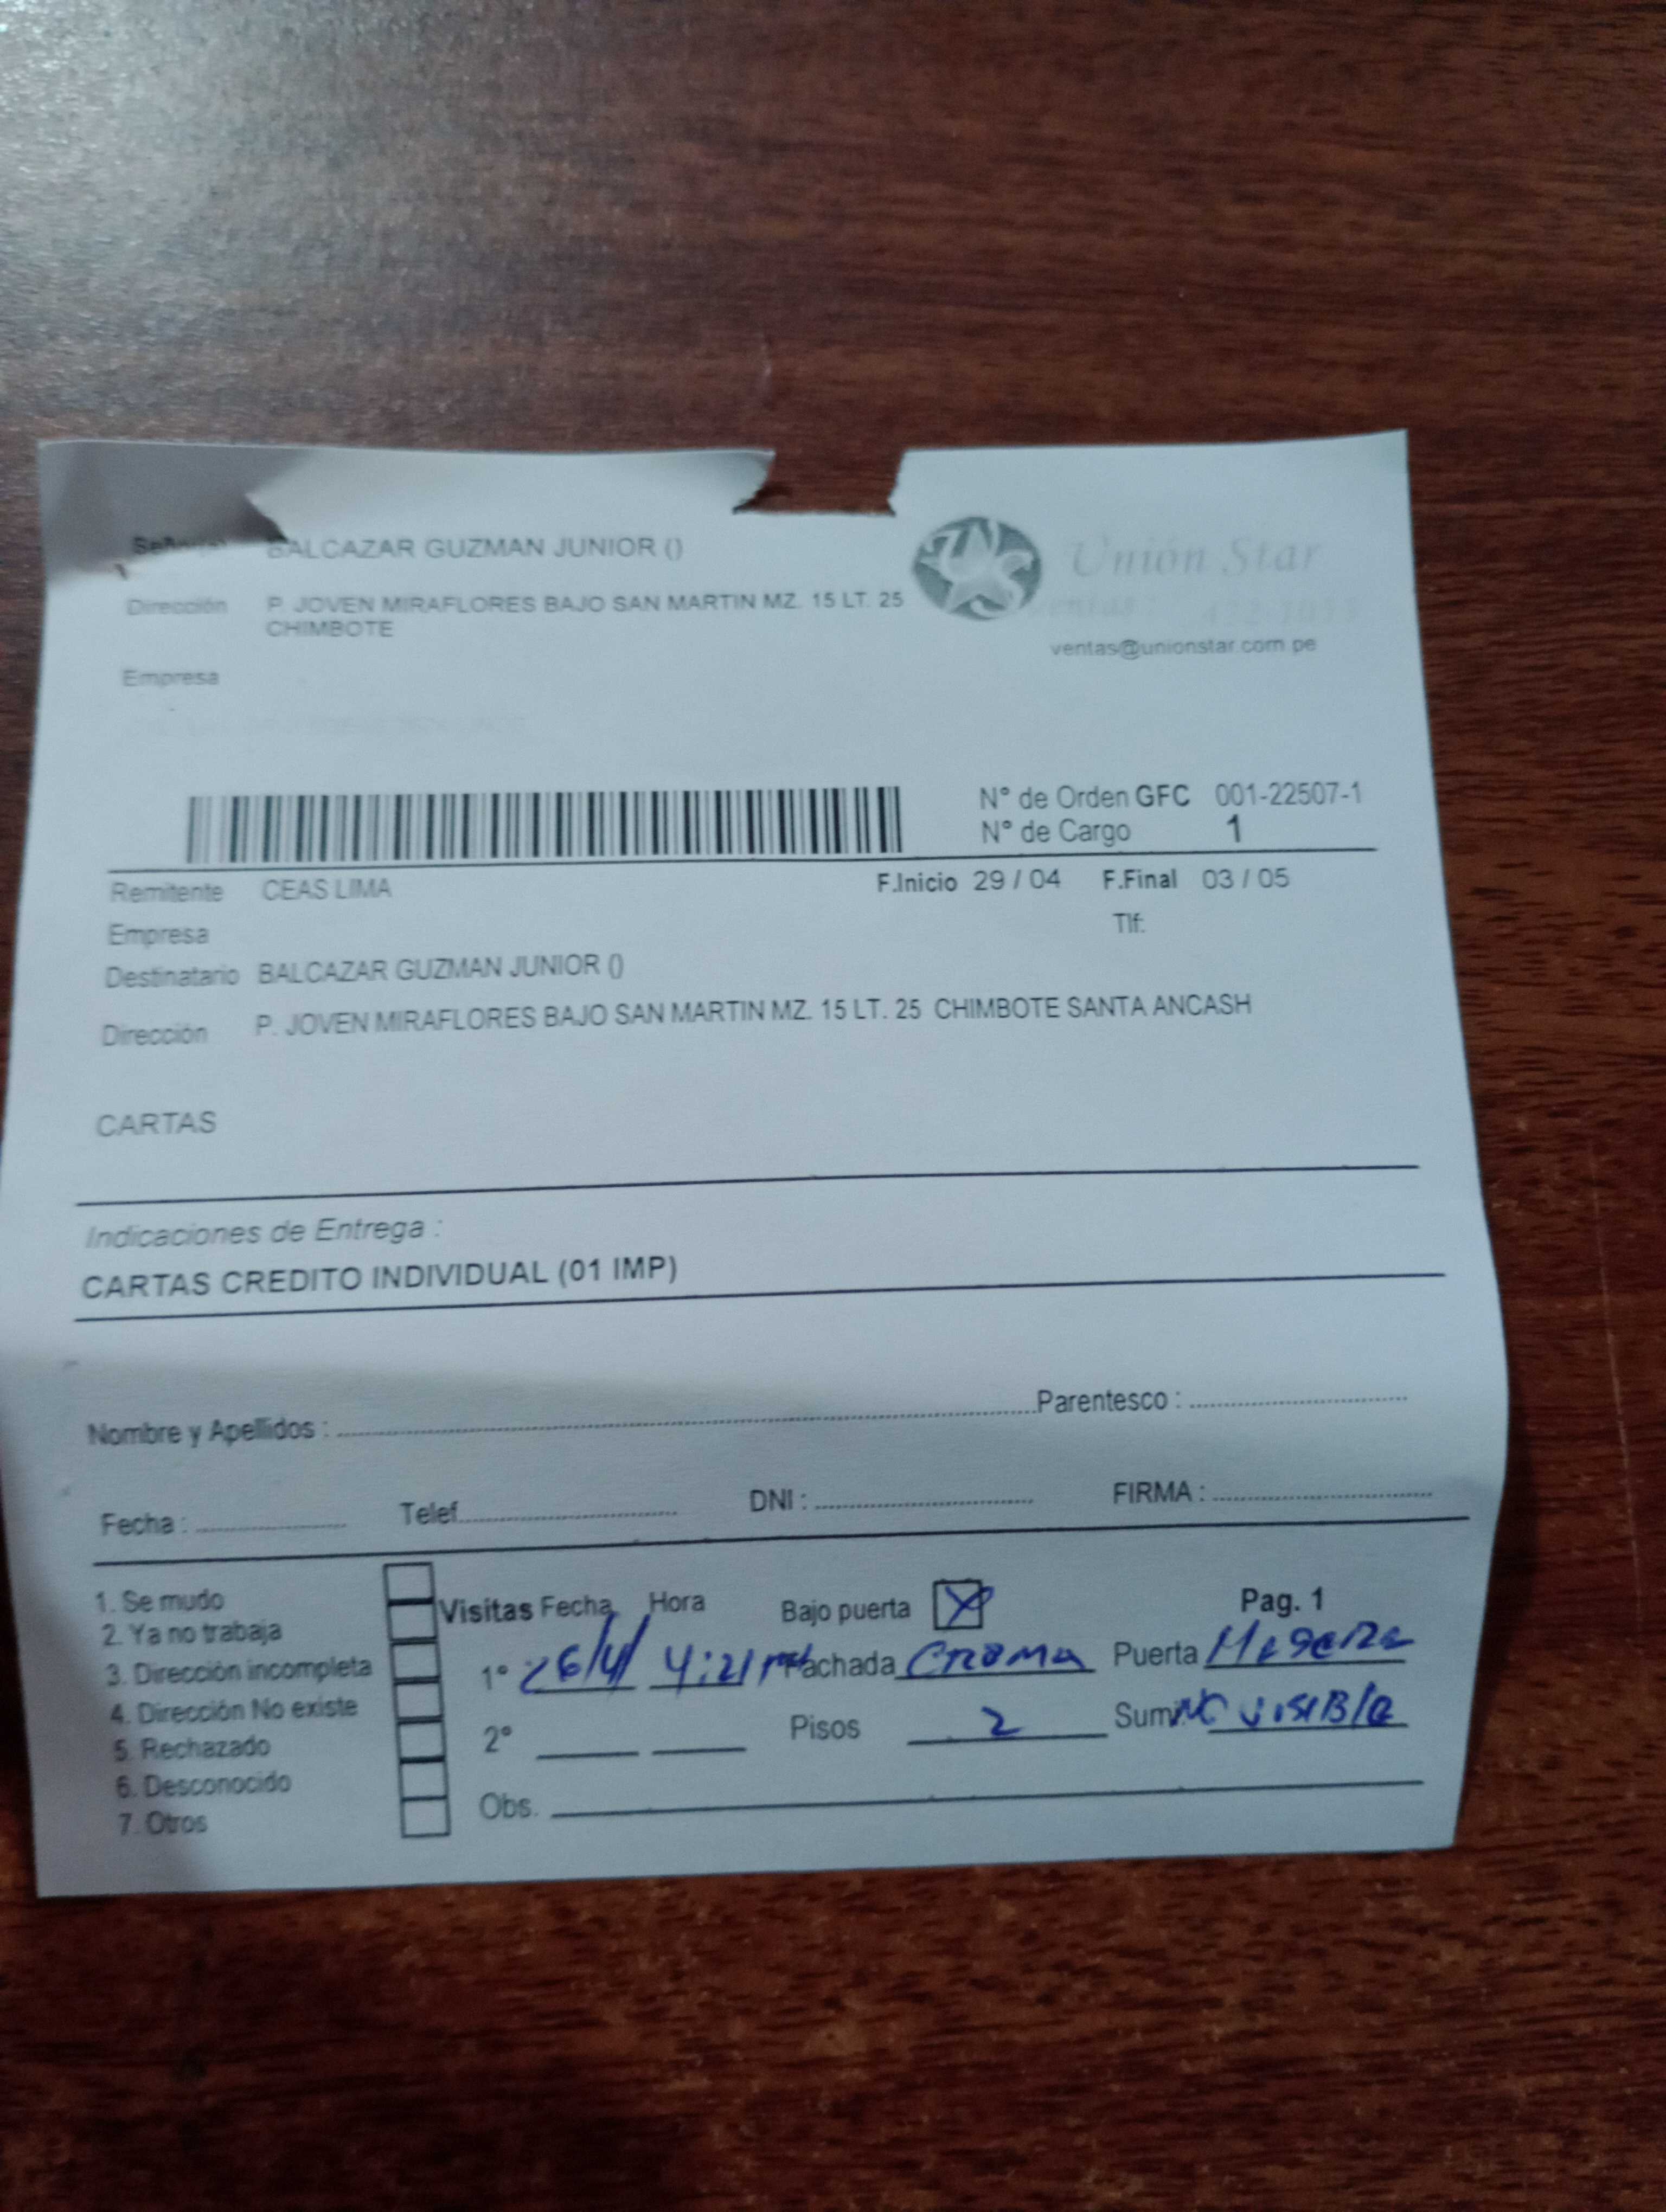 BALCAZAR GUZMAN JUNIOR ()
Unión Star
Dirección P. JOVEN MIRAFLORES BAJO SAN MARTIN MZ. 15 LT. 25
CHIMBOTE
ventas@unionstar.com.pe
Empresa
N° de Orden GFC 001-22507-1
N° de Cargo 1
Remitente CEAS LIMA F.Inicio 29 / 04 F.Final 03 / 05
Empresa Tlf:
Destinatario BALCAZAR GUZMAN JUNIOR ()
Dirección P. JOVEN MIRAFLORES BAJO SAN MARTIN MZ. 15 LT. 25 CHIMBOTE SANTA ANCASH
CARTAS
Indicaciones de Entrega :
CARTAS CREDITO INDIVIDUAL (01 IMP)
Nombre y Apellidos : Parentesco :
Fecha : Telef. DNI : FIRMA :
1. Se mudo
2. Ya no trabaja
3. Dirección incompleta
4. Dirección No existe
5. Rechazado
6. Desconocido
7. Otros
Visitas Fecha Hora Bajo puerta X Pag. 1
1° 26/4/ 4:21 Fachada CROMA Puerta
2° Pisos 2 Sum. NO VISIBLE
Obs.